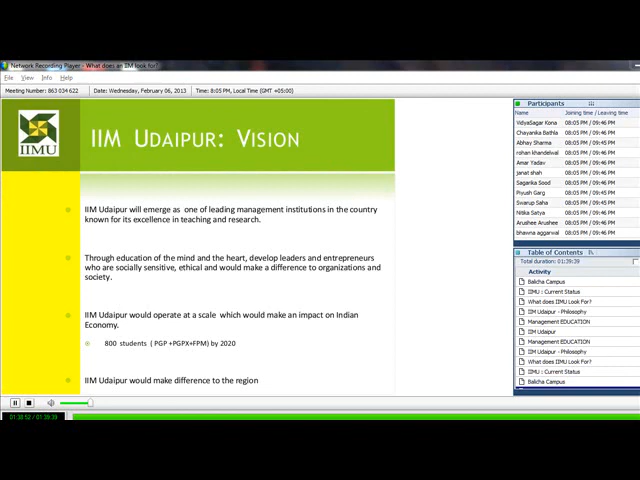 Network Recording Player - What does an IIM look for?
File View Info Help
Meeting Number: 863 034 622 Date: Wednesday, February 06, 2013 Time: 8:05 PM, Local Time (GMT +05:00)
IIMU
IIM UDAIPUR: VISION
IIM Udaipur will emerge as one of leading management institutions in the country
known for its excellence in teaching and research.
Through education of the mind and the heart, develop leaders and entrepreneurs
who are socially sensitive, ethical and would make a difference to organizations and
society.
IIM Udaipur would operate at a scale which would make an impact on Indian
Economy.
800 students ( PGP +PGPX+FPM) by 2020
IIM Udaipur would make difference to the region
Participants
Name Joining time / Leaving time
VidyaSagar Kona 08:05 PM / 09:46 PM
Chayanika Bathla 08:05 PM / 09:46 PM
Abhay Sharma 08:05 PM / 09:46 PM
rohan khandelwal 08:05 PM / 09:46 PM
Amar Yadav 08:05 PM / 09:46 PM
janat shah 08:05 PM / 09:46 PM
Sagarika Sood 08:05 PM / 09:46 PM
Piyush Garg 08:05 PM / 09:46 PM
Swarup Saha 08:05 PM / 09:46 PM
Nitika Satya 08:05 PM / 09:46 PM
Arushee Arushee 08:05 PM / 09:46 PM
bhavna aggarwal 08:05 PM / 09:46 PM
Table of Contents
Total duration: 01:39:39
Activity
Balicha Campus
IIMU : Current Status
What does IIMU Look For?
IIM Udaipur - Philosophy
Management EDUCATION
IIM Udaipur
Management EDUCATION
IIM Udaipur - Philosophy
What does IIMU Look For?
IIMU : Current Status
Balicha Campus
01:38:52 / 01:39:39